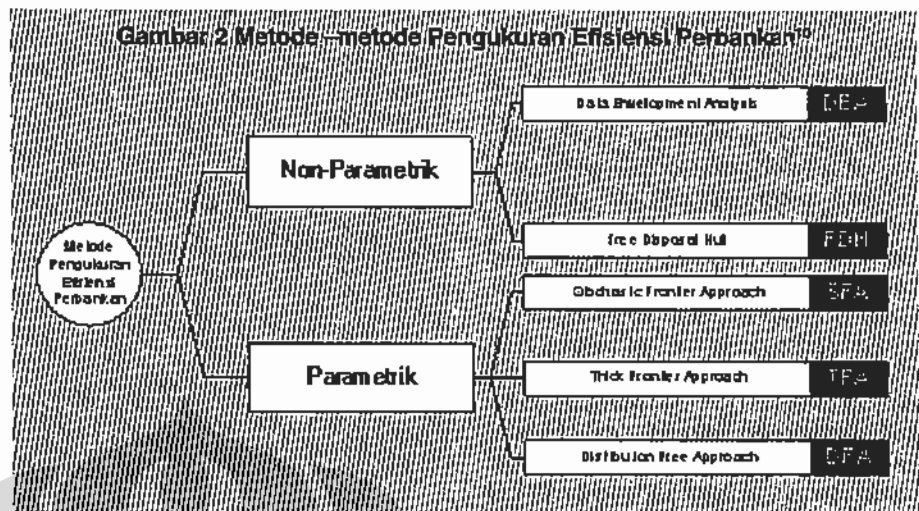 Gambar 2 Metode –metode Pengukuran Efisiensi Perbankan¹⁰
Data Envelopment Analysis DEA
Non-Parametrik
Free Disposal Hull FDH
Metode
Pengukuran
Efisiensi
Perbankan
Stochastic Frontier Approach SFA
Parametrik
Thick Frontier Approach TFA
Distribution Free Approach DFA